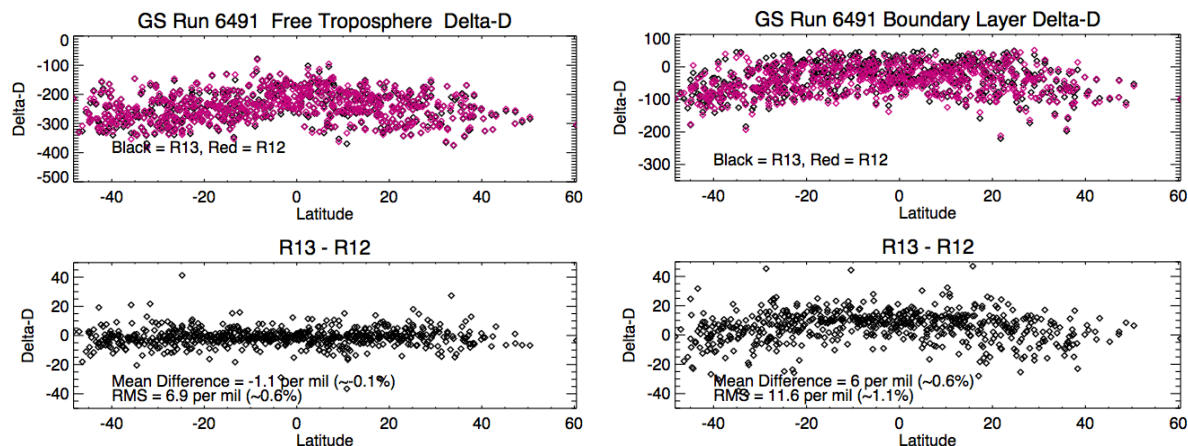 GS Run 6491 Free Troposphere Delta-D
0
-100
-200
-300
-400
-500
Delta-D
Black = R13, Red = R12
-40
-20
0
20
40
60
Latitude
GS Run 6491 Boundary Layer Delta-D
100
0
-100
-200
-300
Delta-D
Black = R13, Red = R12
-40
-20
0
20
40
60
Latitude
R13 - R12
40
20
0
-20
-40
Delta-D
Mean Difference = -1.1 per mil (~-0.1%)
RMS = 6.9 per mil (~0.6%)
-40
-20
0
20
40
60
Latitude
R13 - R12
40
20
0
-20
-40
Delta-D
Mean Difference = 6 per mil (~0.6%)
RMS = 11.6 per mil (~1.1%)
-40
-20
0
20
40
60
Latitude